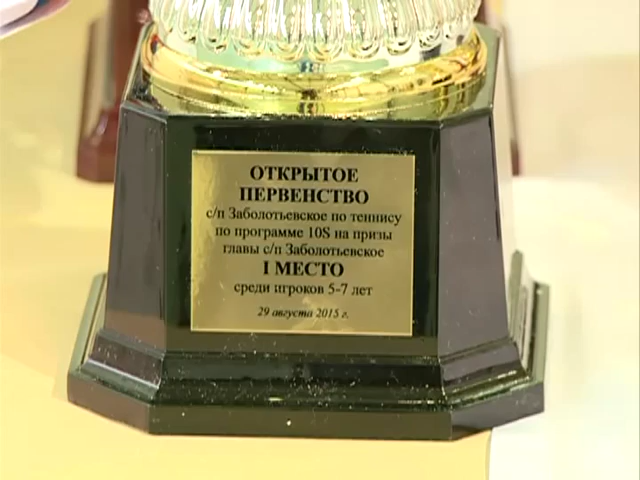 ОТКРЫТОЕ
ПЕРВЕНСТВО
с/п Заболотьевское по теннису
по программе 10S на призы
главы с/п Заболотьевское
I МЕСТО
среди игроков 5-7 лет
29 августа 2015 г.